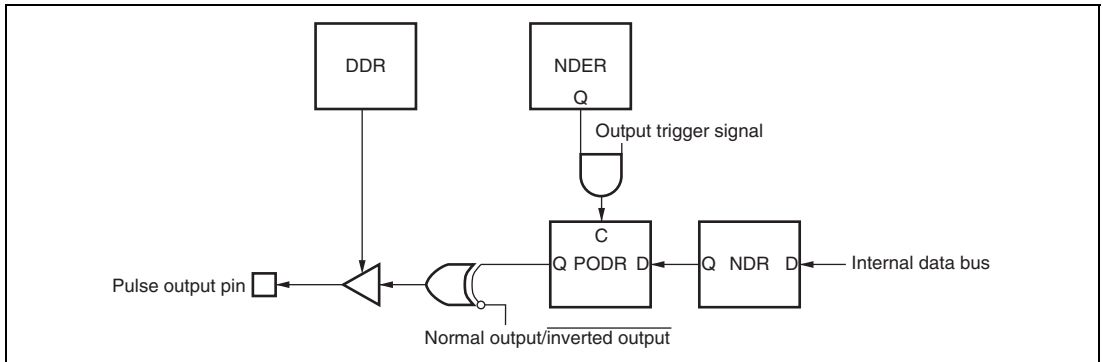 DDR
NDER
Q
Output trigger signal
C
Q PODR D
Q NDR D
Internal data bus
Pulse output pin
Normal output/inverted output